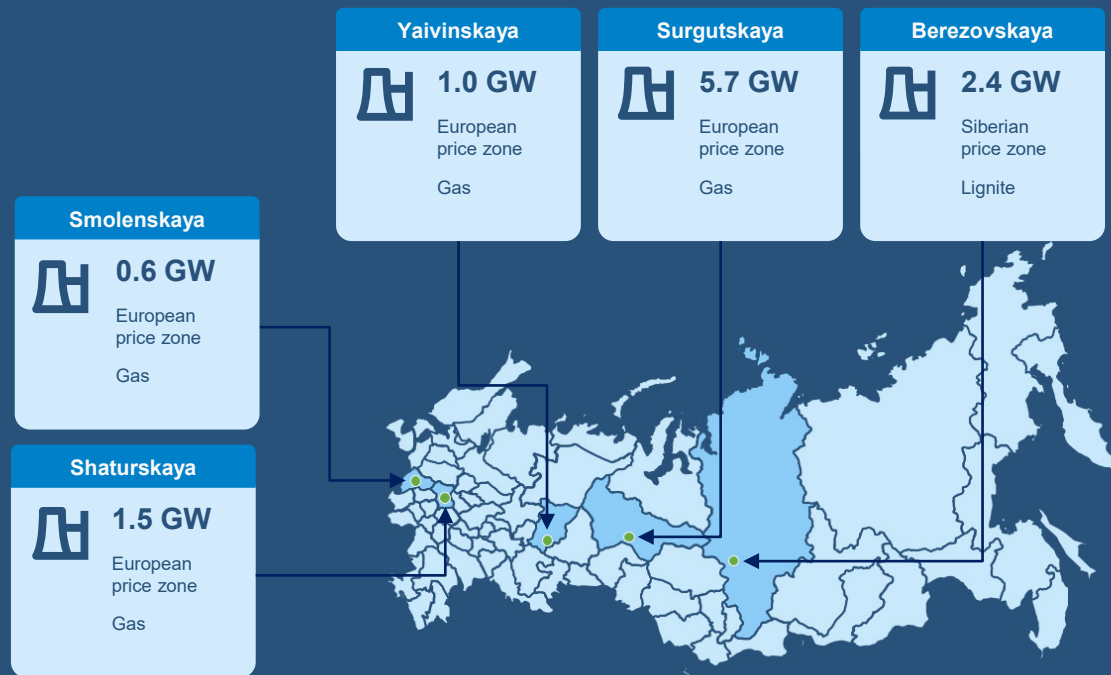 Yaivinskaya
1.0 GW
European
price zone
Gas
Surgutskaya
5.7 GW
European
price zone
Gas
Berezovskaya
2.4 GW
Siberian
price zone
Lignite
Smolenskaya
0.6 GW
European
price zone
Gas
Shaturskaya
1.5 GW
European
price zone
Gas